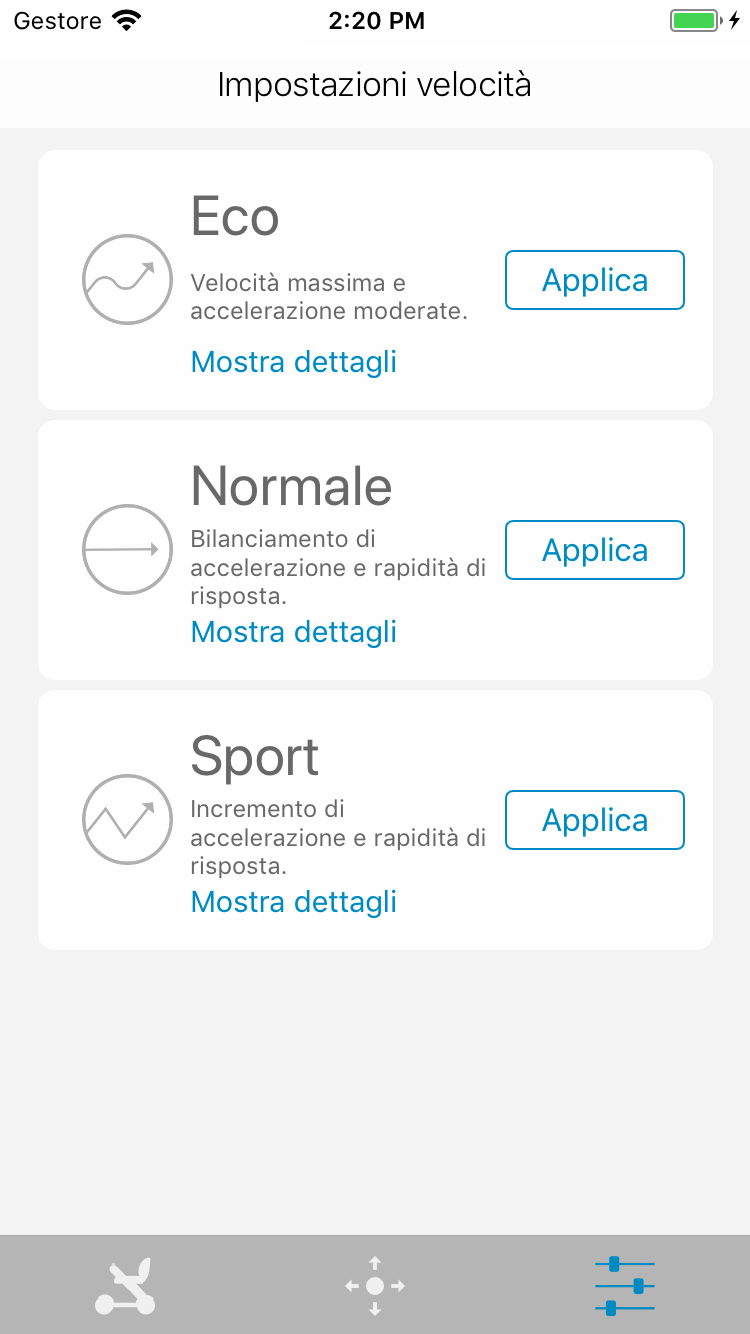 Gestore 2:20 PM
Impostazioni velocità
Eco
Velocità massima e
accelerazione moderate.
Applica
Mostra dettagli
Normale
Bilanciamento di
accelerazione e rapidità di
risposta.
Applica
Mostra dettagli
Sport
Incremento di
accelerazione e rapidità di
risposta.
Applica
Mostra dettagli